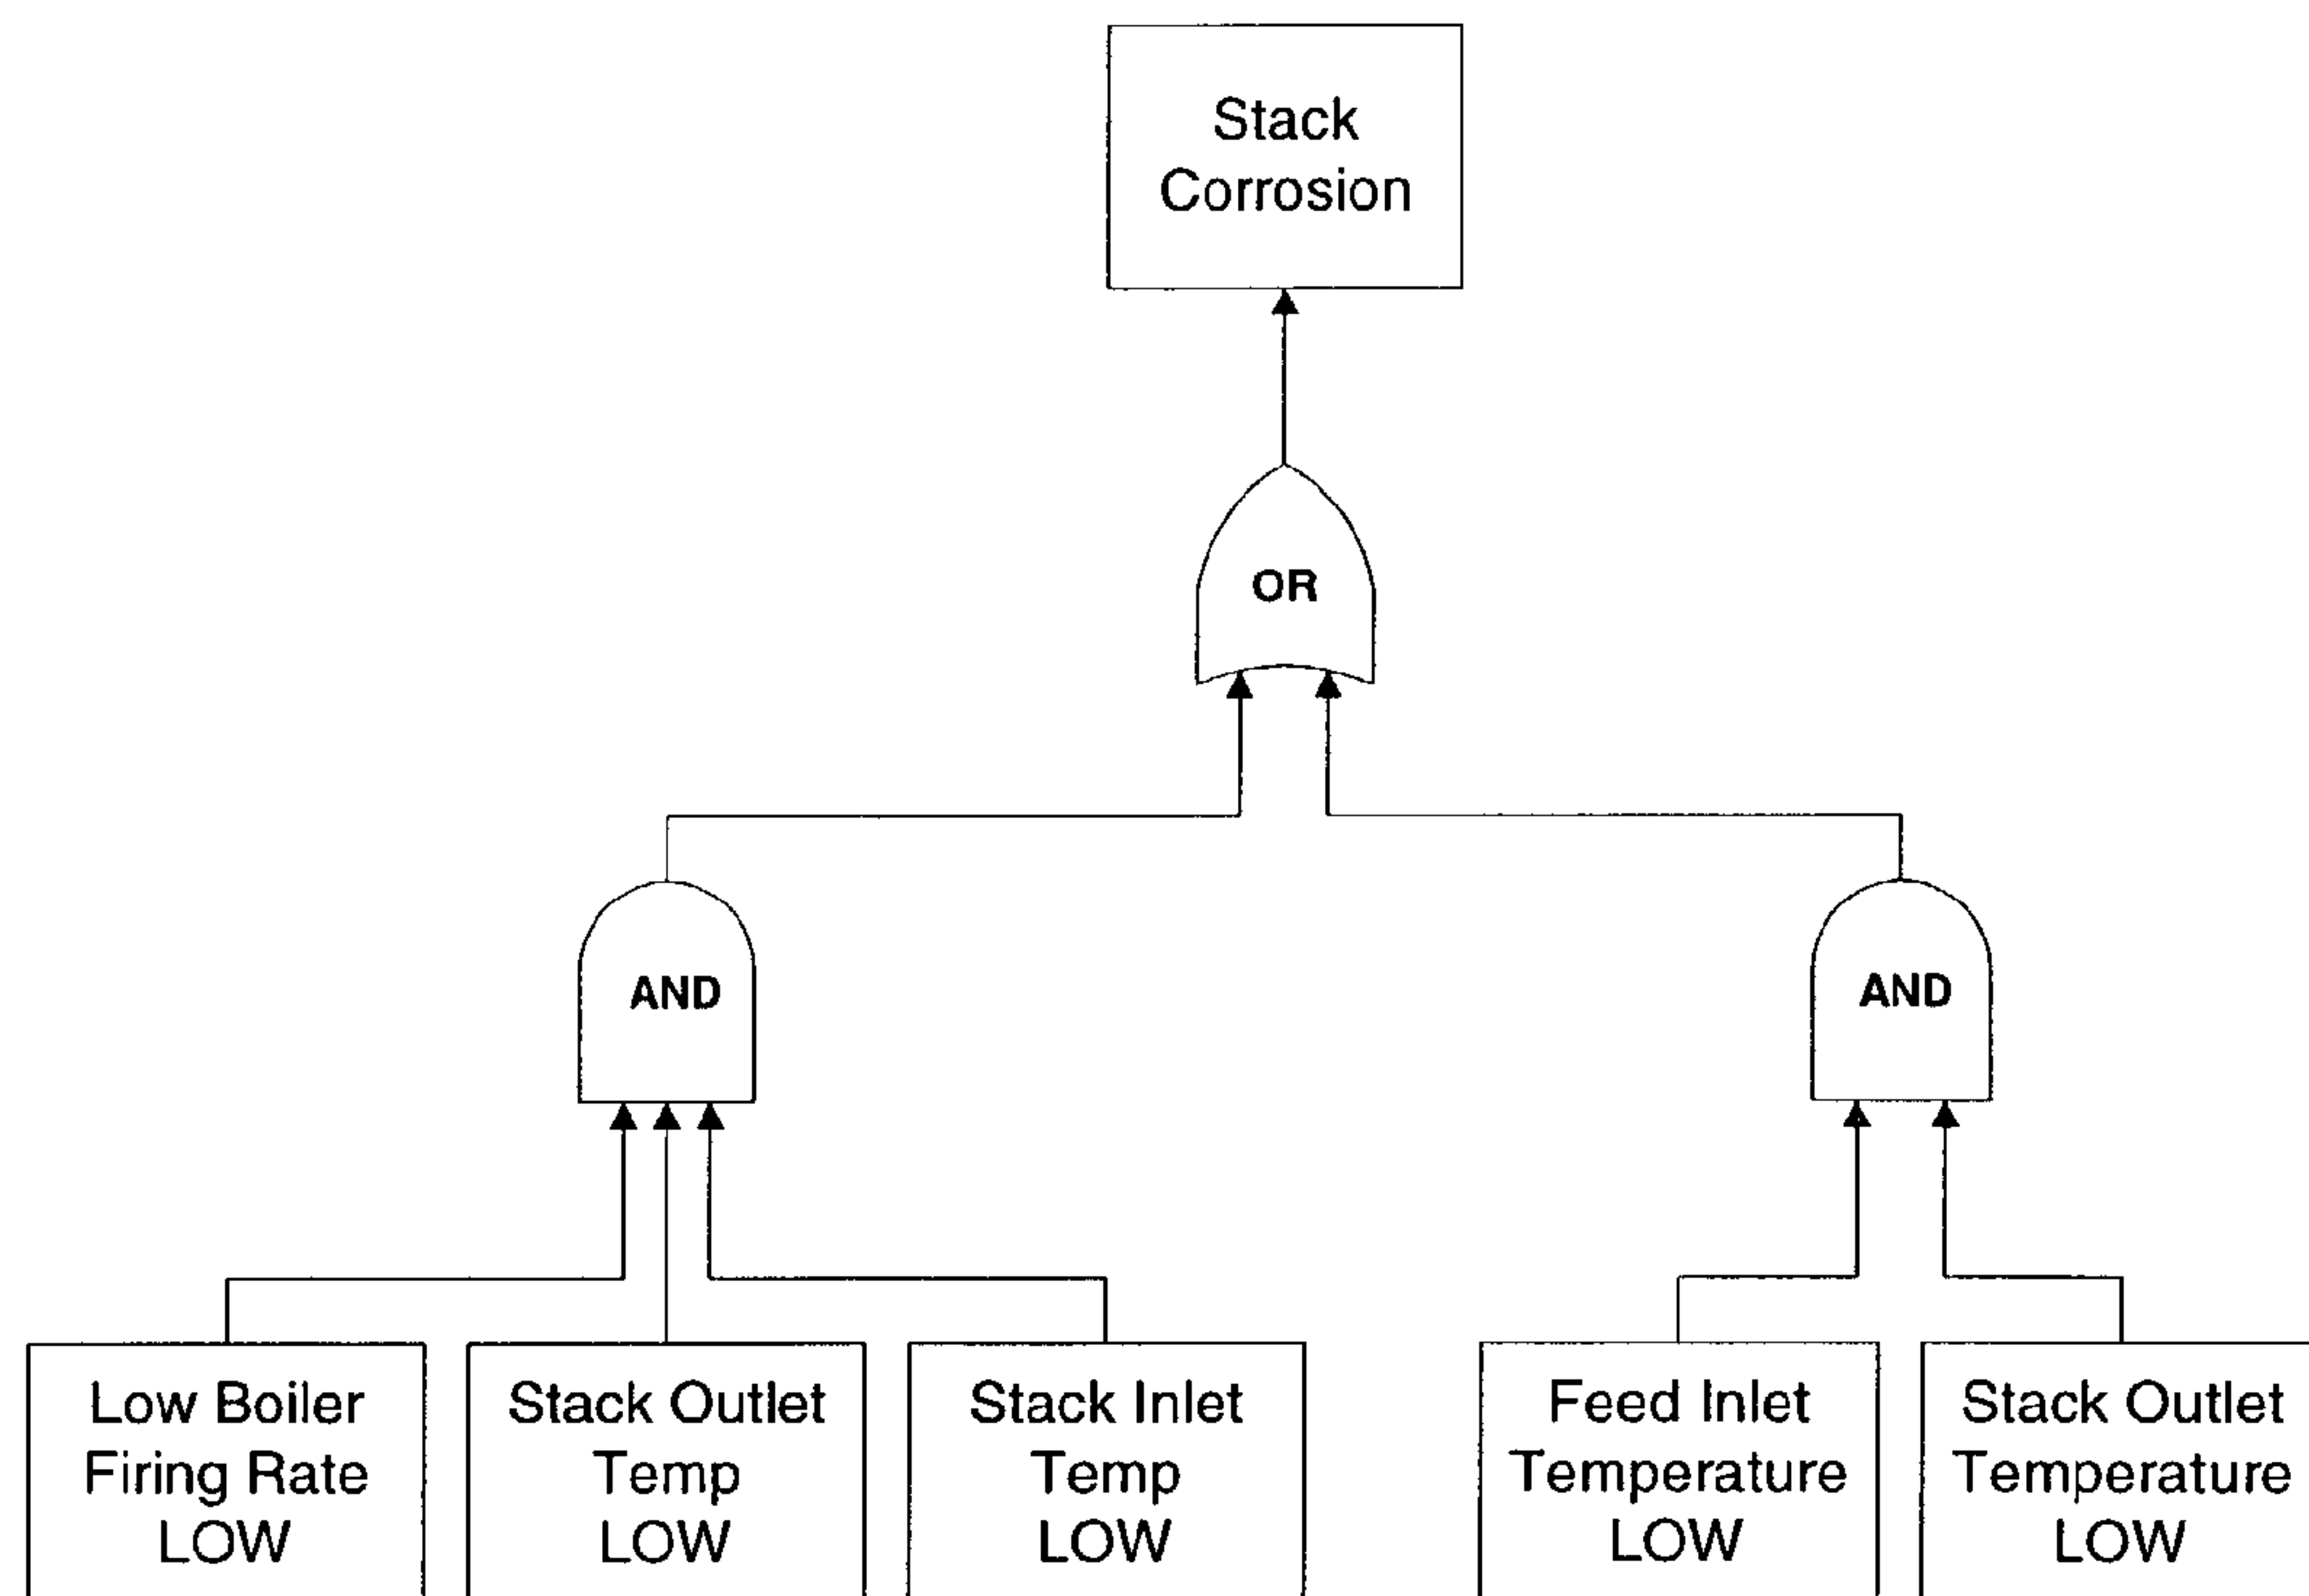 Stack
Corrosion
OR
AND
AND
Low Boiler
Firing Rate
LOW
Stack Outlet
Temp
LOW
Stack Inlet
Temp
LOW
Feed Inlet
Temperature
LOW
Stack Outlet
Temperature
LOW